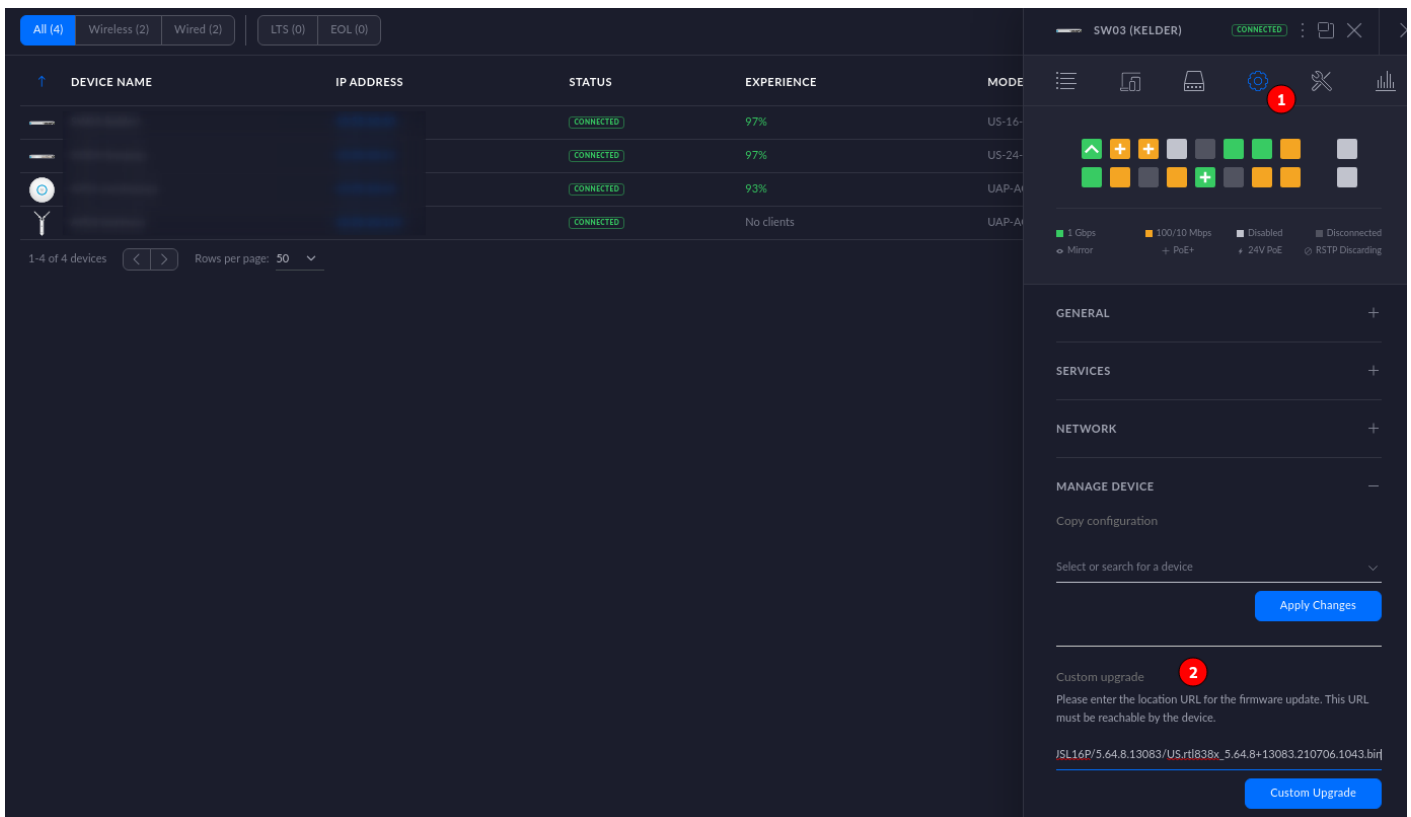 All (4) Wireless (2) Wired (2) LTS (0) EOL (0)
SW03 (KELDER) CONNECTED
1
↑ DEVICE NAME IP ADDRESS STATUS EXPERIENCE MODE
CONNECTED 97% US-16-
CONNECTED 97% US-24-
CONNECTED 93% UAP-A
CONNECTED No clients UAP-A
1-4 of 4 devices Rows per page: 50
1 Gbps 100/10 Mbps Disabled Disconnected
Mirror PoE+ 24V PoE RSTP Discarding
GENERAL
SERVICES
NETWORK
MANAGE DEVICE
Copy configuration
Select or search for a device
Apply Changes
Custom upgrade 2
Please enter the location URL for the firmware update. This URL
must be reachable by the device.
JSL16P/5.64.8.13083/US.rtl838x_5.64.8+13083.210706.1043.bin
Custom Upgrade